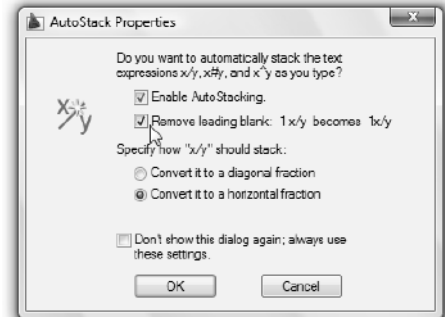 AutoStack Properties
x
Do you want to automatically stack the text
expressions x/y, x#y, and x^y as you type?
Enable AutoStacking.
Remove leading blank: 1 x/y becomes 1x/y
Specify how "x/y" should stack:
Convert it to a diagonal fraction
Convert it to a horizontal fraction
Don't show this dialog again; always use
these settings.
OK Cancel
x/y